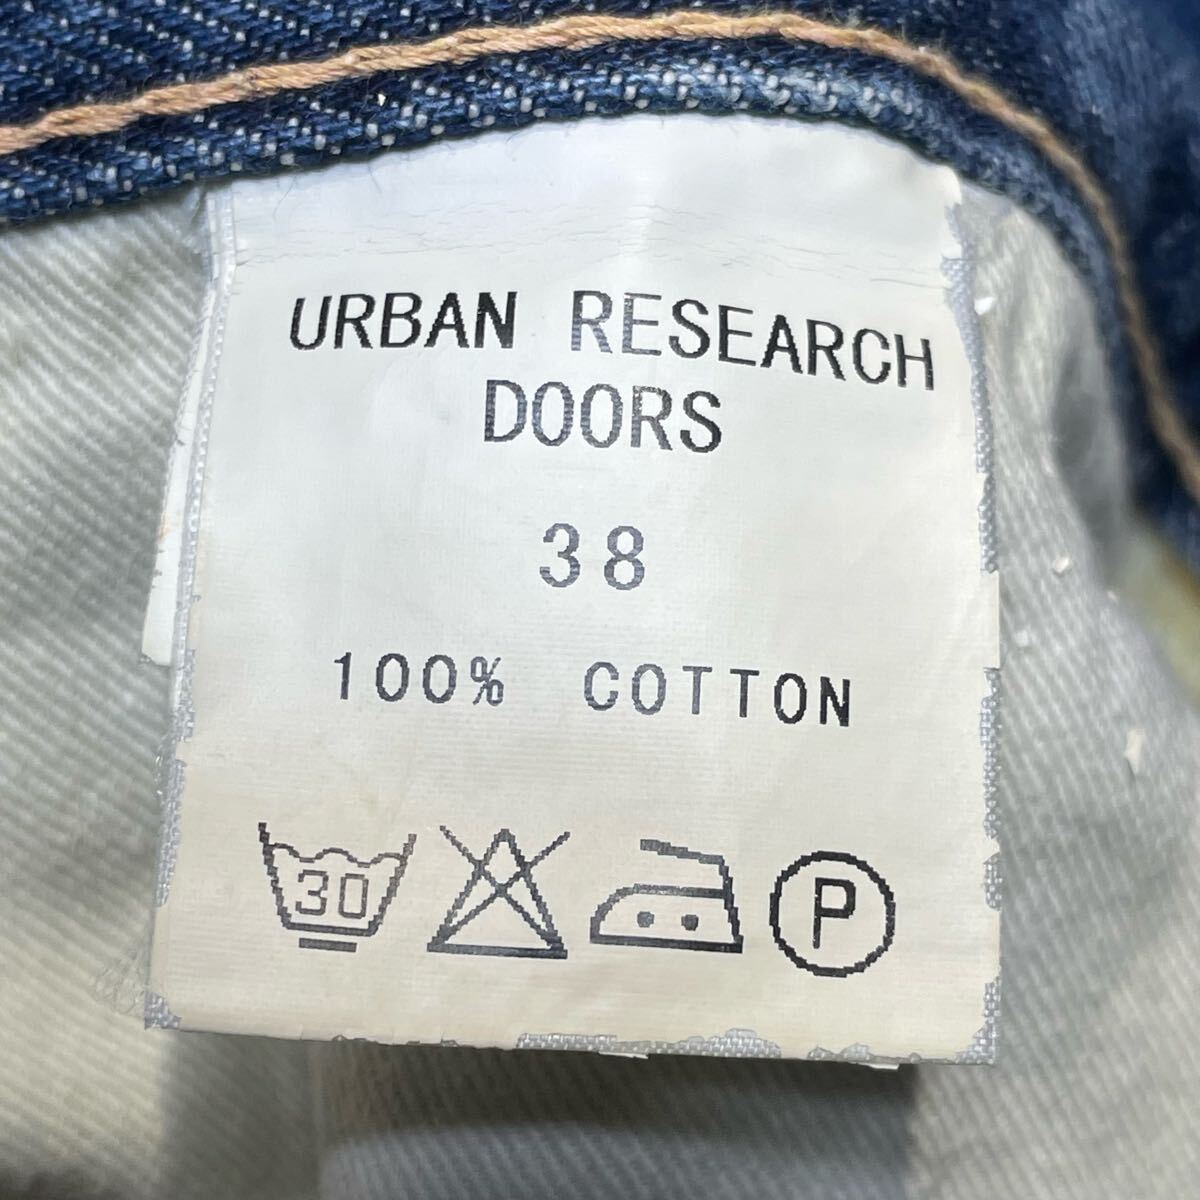 URBAN RESEARCH
DOORS
38
100% COTTON
30 P